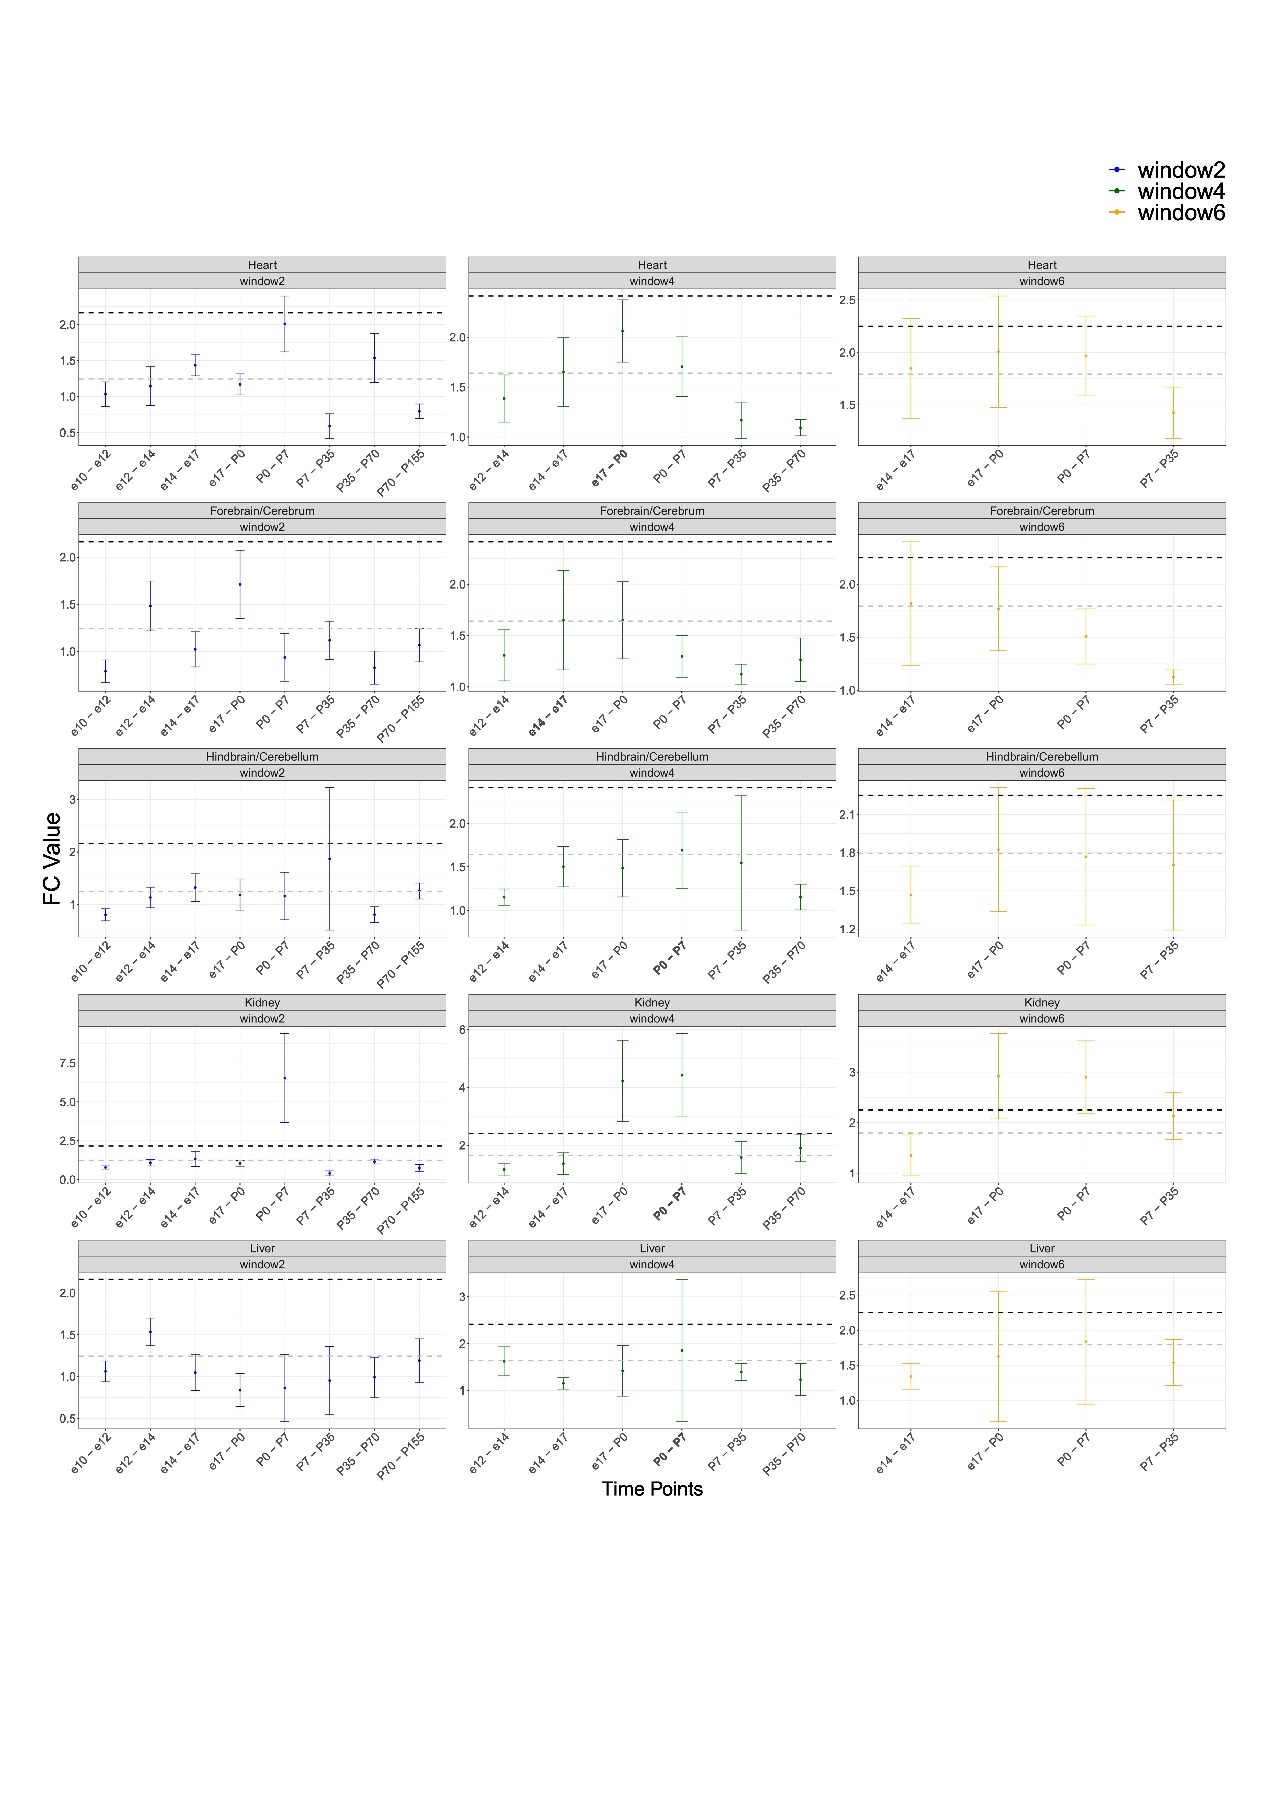 window2
window4
window6
Heart Heart Heart
window2 window4 window6
2.0
1.5
1.0
0.5
2.0
1.5
1.0
2.5
2.0
1.5
e10 – e12 e12 – e14 e14 – e17 e17 – P0 P0 – P7 P7 – P35 P35 – P70 P70 – P155
e12 – e14 e14 – e17 e17 – P0 P0 – P7 P7 – P35 P35 – P70
e14 – e17 e17 – P0 P0 – P7 P7 – P35
Forebrain/Cerebrum Forebrain/Cerebrum Forebrain/Cerebrum
window2 window4 window6
2.0
1.5
1.0
2.0
1.5
1.0
2.0
1.5
1.0
e10 – e12 e12 – e14 e14 – e17 e17 – P0 P0 – P7 P7 – P35 P35 – P70 P70 – P155
e12 – e14 e14 – e17 e17 – P0 P0 – P7 P7 – P35 P35 – P70
e14 – e17 e17 – P0 P0 – P7 P7 – P35
FC Value
Hindbrain/Cerebellum Hindbrain/Cerebellum Hindbrain/Cerebellum
window2 window4 window6
3
2
1
2.0
1.5
1.0
2.1
1.8
1.5
1.2
e10 – e12 e12 – e14 e14 – e17 e17 – P0 P0 – P7 P7 – P35 P35 – P70 P70 – P155
e12 – e14 e14 – e17 e17 – P0 P0 – P7 P7 – P35 P35 – P70
e14 – e17 e17 – P0 P0 – P7 P7 – P35
Kidney Kidney Kidney
window2 window4 window6
7.5
5.0
2.5
0.0
6
4
2
3
2
1
e10 – e12 e12 – e14 e14 – e17 e17 – P0 P0 – P7 P7 – P35 P35 – P70 P70 – P155
e12 – e14 e14 – e17 e17 – P0 P0 – P7 P7 – P35 P35 – P70
e14 – e17 e17 – P0 P0 – P7 P7 – P35
Liver Liver Liver
window2 window4 window6
2.0
1.5
1.0
0.5
3
2
1
2.5
2.0
1.5
1.0
e10 – e12 e12 – e14 e14 – e17 e17 – P0 P0 – P7 P7 – P35 P35 – P70 P70 – P155
e12 – e14 e14 – e17 e17 – P0 P0 – P7 P7 – P35 P35 – P70
e14 – e17 e17 – P0 P0 – P7 P7 – P35
Time Points